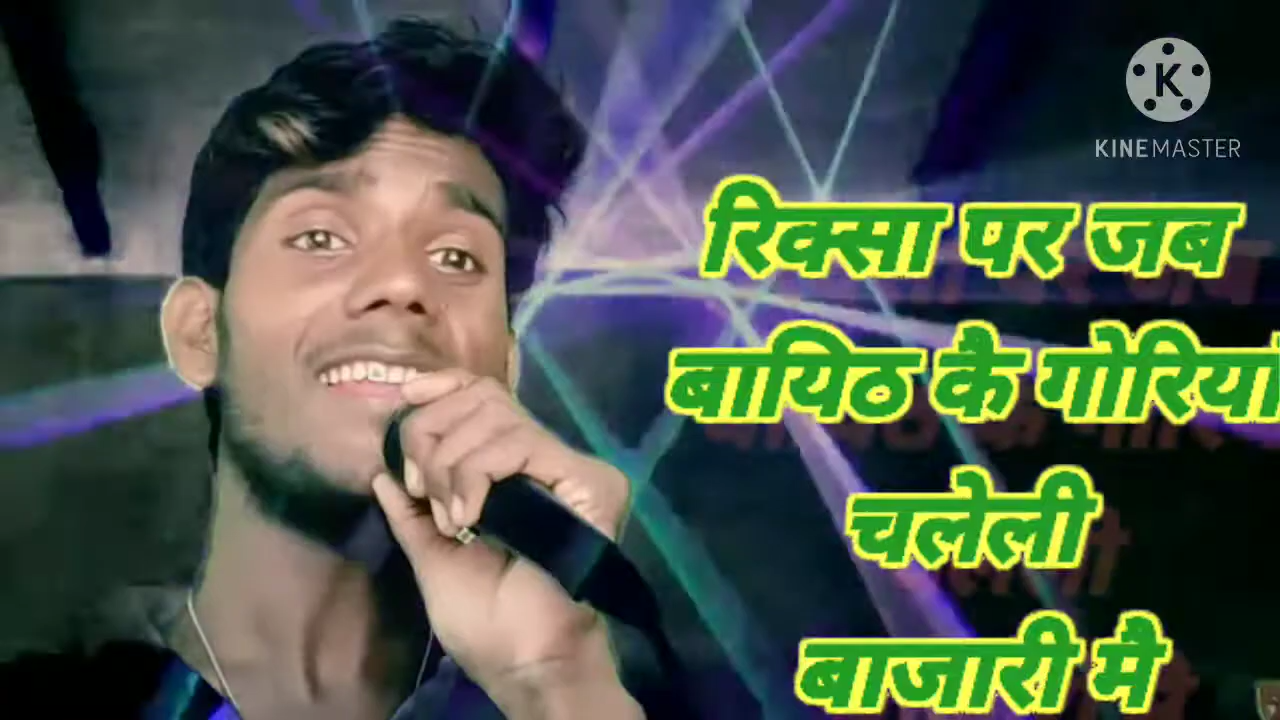 KINEMASTER
रिक्सा पर जब
बायिठ कै गोरियां
चलेली
बाजारी मै